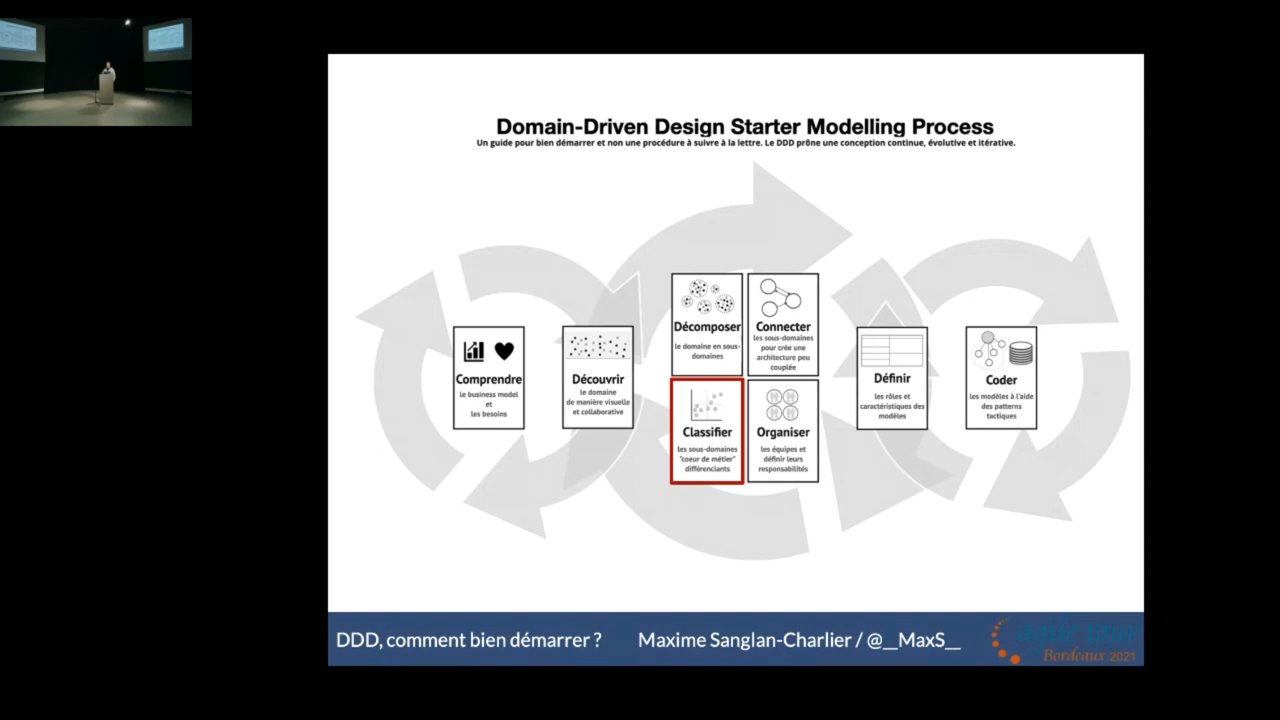 Domain-Driven Design Starter Modelling Process
Un guide pour bien démarrer et non une procédure à suivre à la lettre. Le DDD prône une conception continue, évolutive et itérative.
Comprendre
le business model
et
les besoins
Découvrir
le domaine
de manière visuelle
et collaborative
Décomposer
le domaine en sous-
domaines
Connecter
les sous-domaines
pour crée une
architecture peu
couplée
Classifier
les sous-domaines
"coeur de métier"
différenciants
Organiser
les équipes et
définir leurs
responsabilités
Définir
les rôles et
caractéristiques des
modèles
Coder
les modèles à l'aide
des patterns
tactiques
DDD, comment bien démarrer ?
Maxime Sanglan-Charlier / @__MaxS__
agile tour
Bordeaux 2021